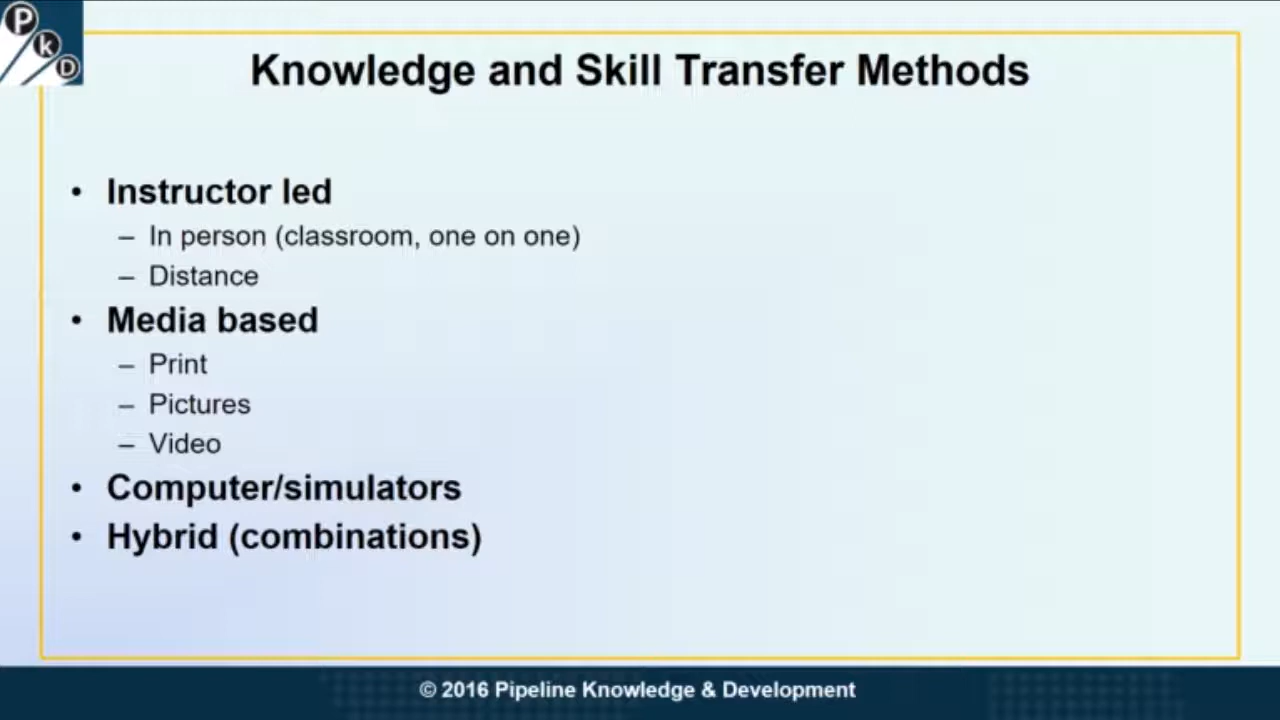 P
k
D
Knowledge and Skill Transfer Methods
• Instructor led
– In person (classroom, one on one)
– Distance
• Media based
– Print
– Pictures
– Video
• Computer/simulators
• Hybrid (combinations)
© 2016 Pipeline Knowledge & Development